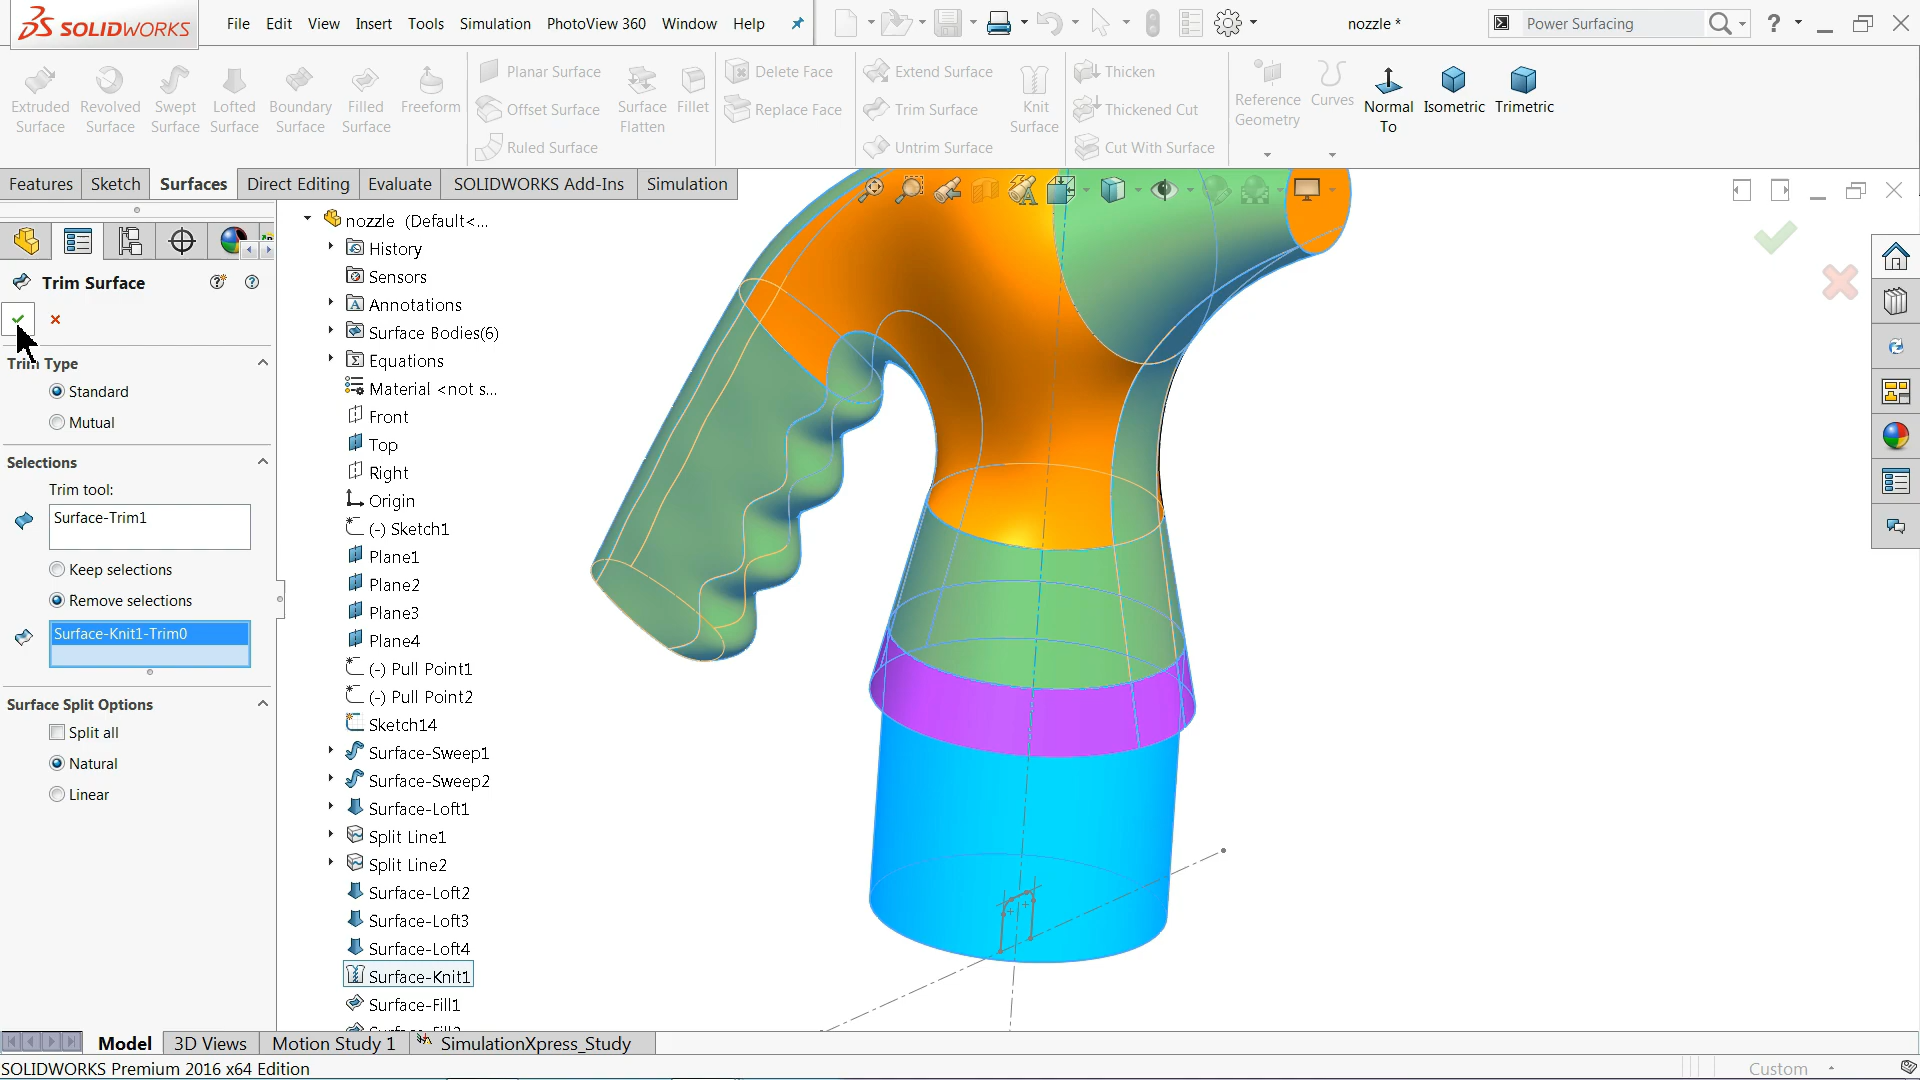 SOLIDWORKS
File Edit View Insert Tools Simulation PhotoView 360 Window Help
nozzle *
Power Surfacing
Extruded Surface
Revolved Surface
Swept Surface
Lofted Surface
Boundary Surface
Filled Surface
Freeform
Planar Surface
Offset Surface
Ruled Surface
Surface Flatten
Fillet
Delete Face
Replace Face
Extend Surface
Trim Surface
Untrim Surface
Knit Surface
Thicken
Thickened Cut
Cut With Surface
Reference Geometry
Curves
Normal To
Isometric
Trimetric
Features Sketch Surfaces Direct Editing Evaluate SOLIDWORKS Add-Ins Simulation
Trim Surface
Trim Type
Standard
Mutual
Selections
Trim tool:
Surface-Trim1
Keep selections
Remove selections
Surface-Knit1-Trim0
Surface Split Options
Split all
Natural
Linear
nozzle (Default<...
History
Sensors
Annotations
Surface Bodies(6)
Equations
Material <not s...
Front
Top
Right
Origin
(-) Sketch1
Plane1
Plane2
Plane3
Plane4
(-) Pull Point1
(-) Pull Point2
Sketch14
Surface-Sweep1
Surface-Sweep2
Surface-Loft1
Split Line1
Split Line2
Surface-Loft2
Surface-Loft3
Surface-Loft4
Surface-Knit1
Surface-Fill1
Model 3D Views Motion Study 1 SimulationXpress_Study
SOLIDWORKS Premium 2016 x64 Edition
Custom